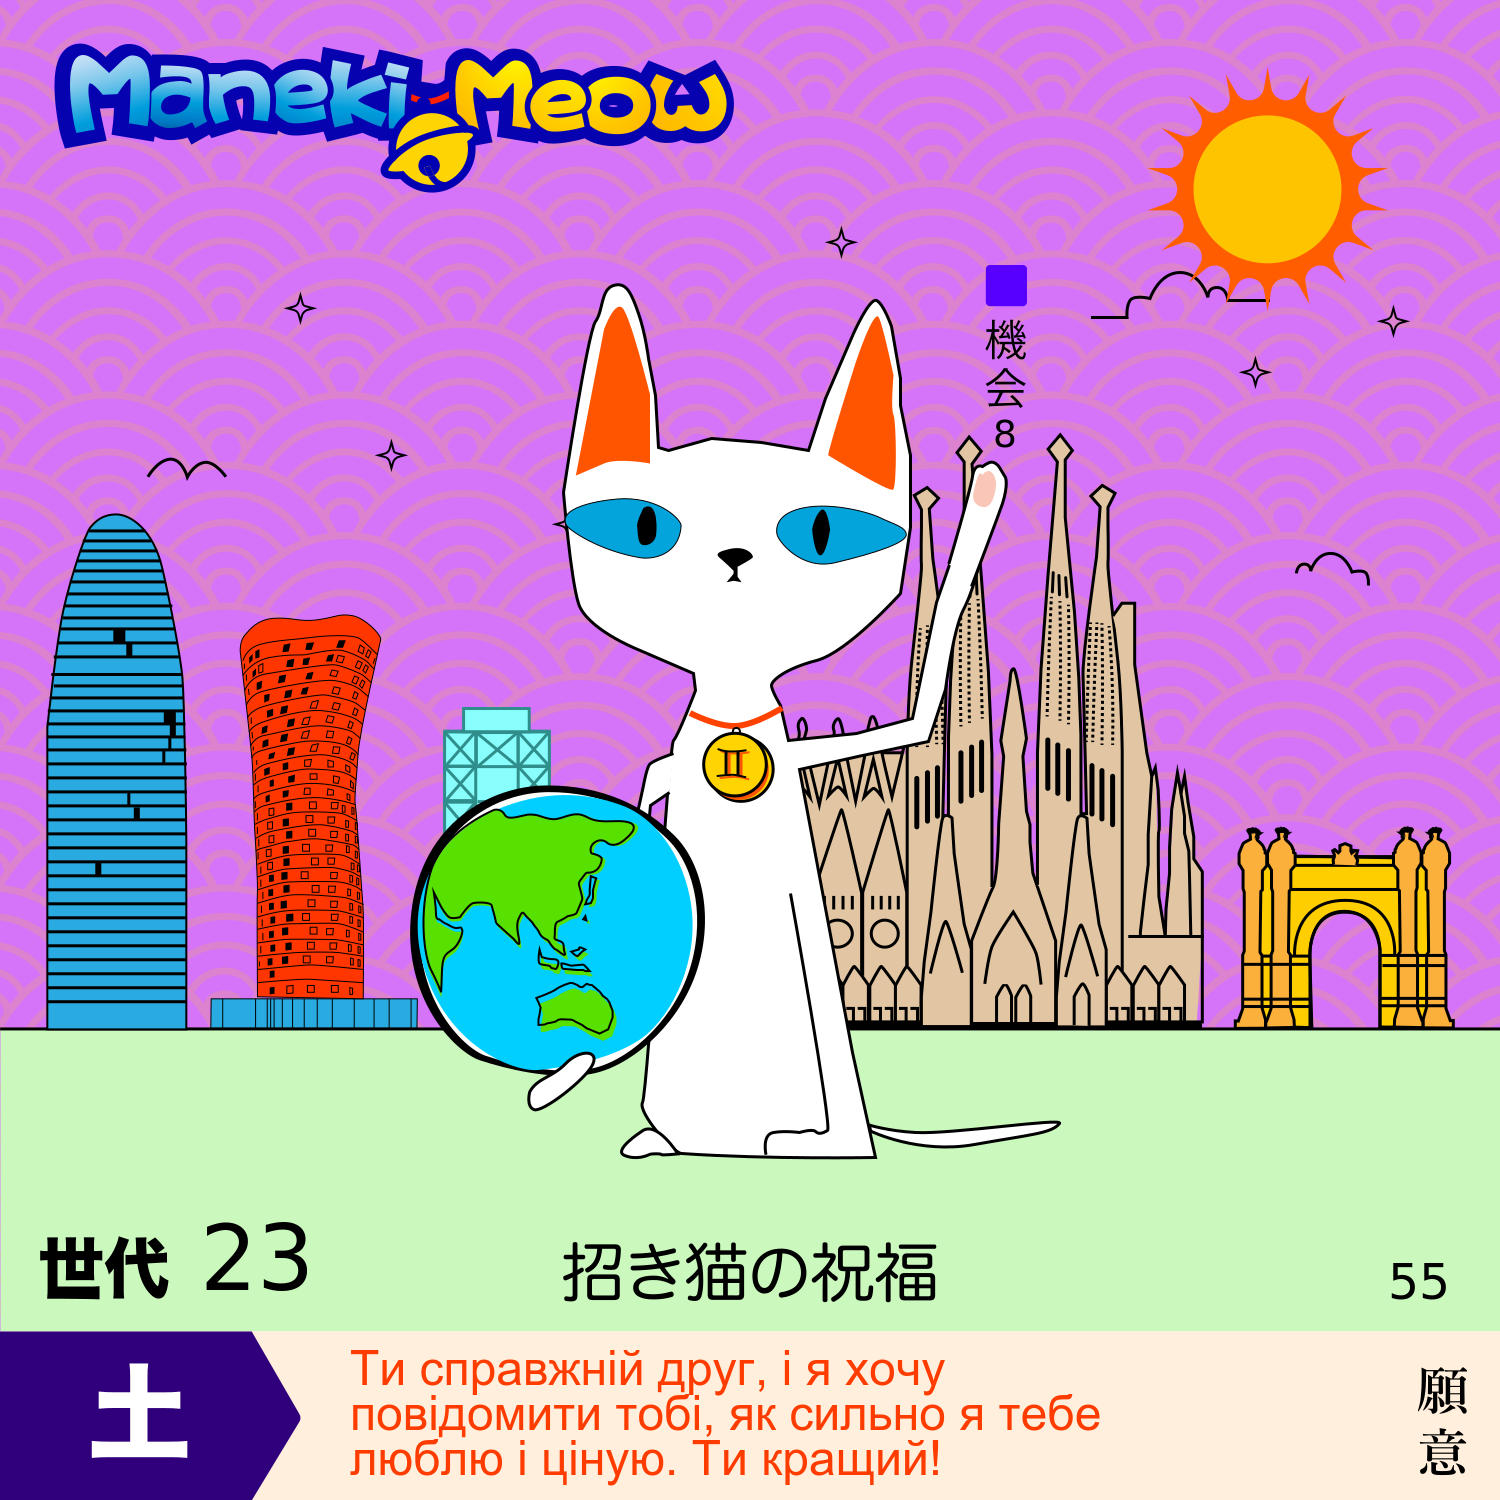 Maneki-Meow
機会8
♊
世代 23
招き猫の祝福
55
土
Ти справжній друг, і я хочу
повідомити тобі, як сильно я тебе
люблю і ціную. Ти кращий!
願意